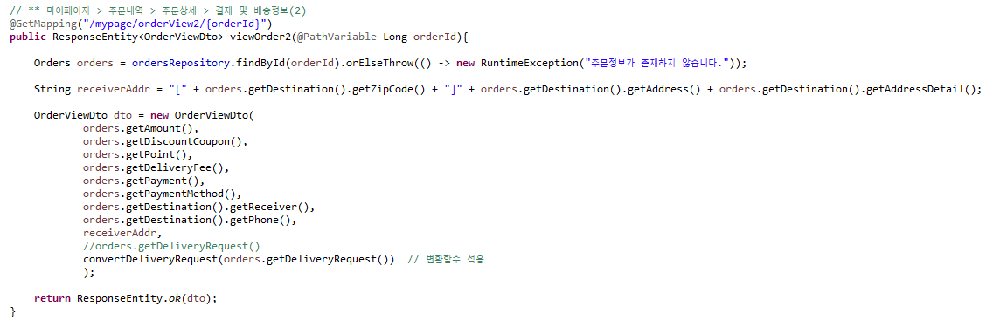 // ** 마이페이지 > 주문내역 > 주문상세 > 결제 및 배송정보(2)
@GetMapping("/mypage/orderView2/{orderId}")
public ResponseEntity<OrderViewDto> viewOrder2(@PathVariable Long orderId){
Orders orders = ordersRepository.findById(orderId).orElseThrow(() -> new RuntimeException("주문정보가 존재하지 않습니다."));
String receiverAddr = "[" + orders.getDestination().getZipCode() + "]" + orders.getDestination().getAddress() + orders.getDestination().getAddressDetail();
OrderViewDto dto = new OrderViewDto(
orders.getAmount(),
orders.getDiscountCoupon(),
orders.getPoint(),
orders.getDeliveryFee(),
orders.getPayment(),
orders.getPaymentMethod(),
orders.getDestination().getReceiver(),
orders.getDestination().getPhone(),
receiverAddr,
//orders.getDeliveryRequest()
convertDeliveryRequest(orders.getDeliveryRequest())  // 변환함수 적용
);
return ResponseEntity.ok(dto);
}